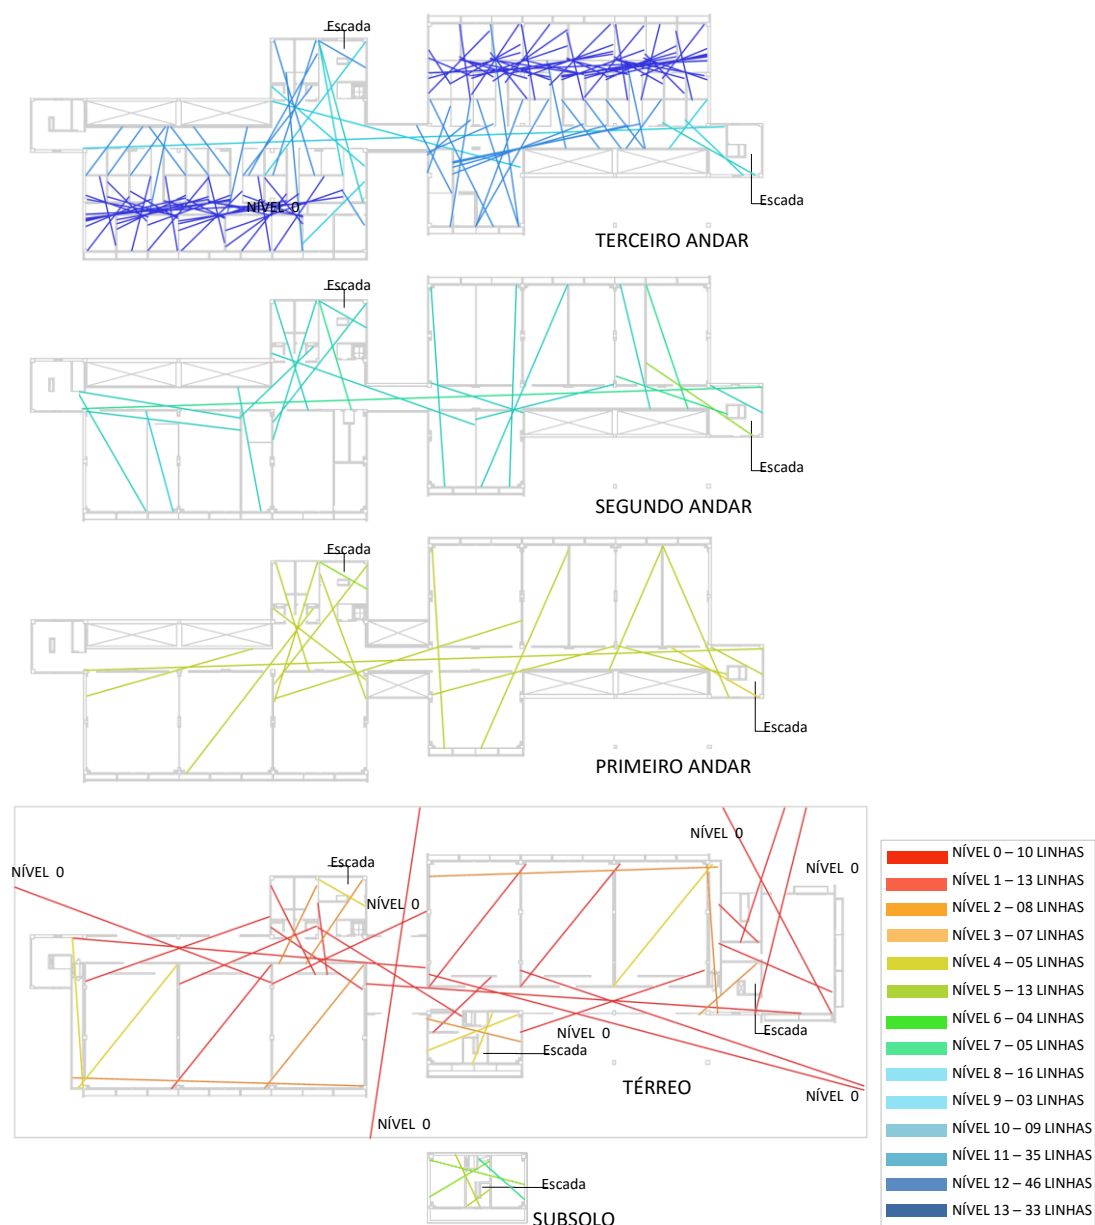 Escada
NÍVEL 0
Escada
TERCEIRO ANDAR
Escada
Escada
SEGUNDO ANDAR
Escada
Escada
PRIMEIRO ANDAR
NÍVEL 0
NÍVEL 0
Escada
NÍVEL 0
NÍVEL 0
NÍVEL 0
Escada
Escada
TÉRREO
NÍVEL 0
NÍVEL 0
Escada
SUBSOLO
NÍVEL 0 – 10 LINHAS
NÍVEL 1 – 13 LINHAS
NÍVEL 2 – 08 LINHAS
NÍVEL 3 – 07 LINHAS
NÍVEL 4 – 05 LINHAS
NÍVEL 5 – 13 LINHAS
NÍVEL 6 – 04 LINHAS
NÍVEL 7 – 05 LINHAS
NÍVEL 8 – 16 LINHAS
NÍVEL 9 – 03 LINHAS
NÍVEL 10 – 09 LINHAS
NÍVEL 11 – 35 LINHAS
NÍVEL 12 – 46 LINHAS
NÍVEL 13 – 33 LINHAS